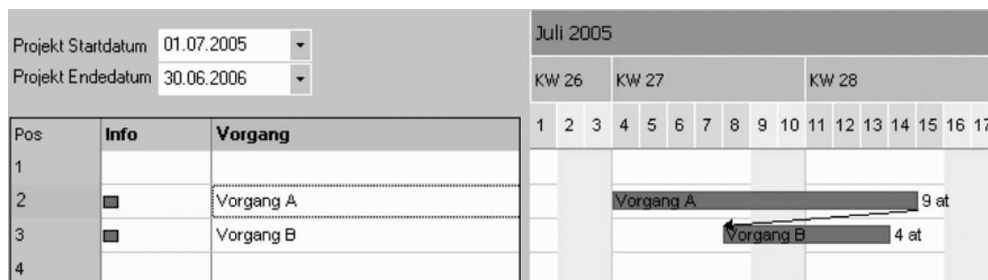 Projekt Startdatum 01.07.2005
Projekt Endedatum 30.06.2006
Juli 2005
KW 26 KW 27 KW 28
Pos Info Vorgang
1 2 3 4 5 6 7 8 9 10 11 12 13 14 15 16 17
1
2 Vorgang A Vorgang A 9 at
3 Vorgang B Vorgang B 4 at
4